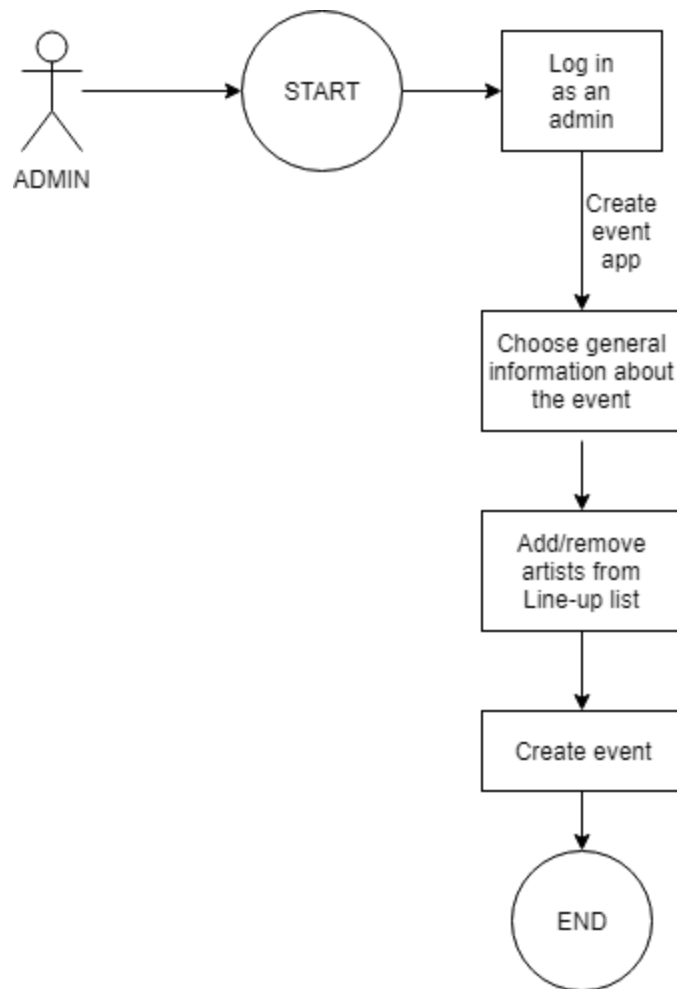 ADMIN
START
Log in
as an
admin
Create
event
app
Choose general
information about
the event
Add/remove
artists from
Line-up list
Create event
END